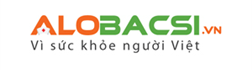 ALOBACSI.VN
Vì sức khỏe người Việt